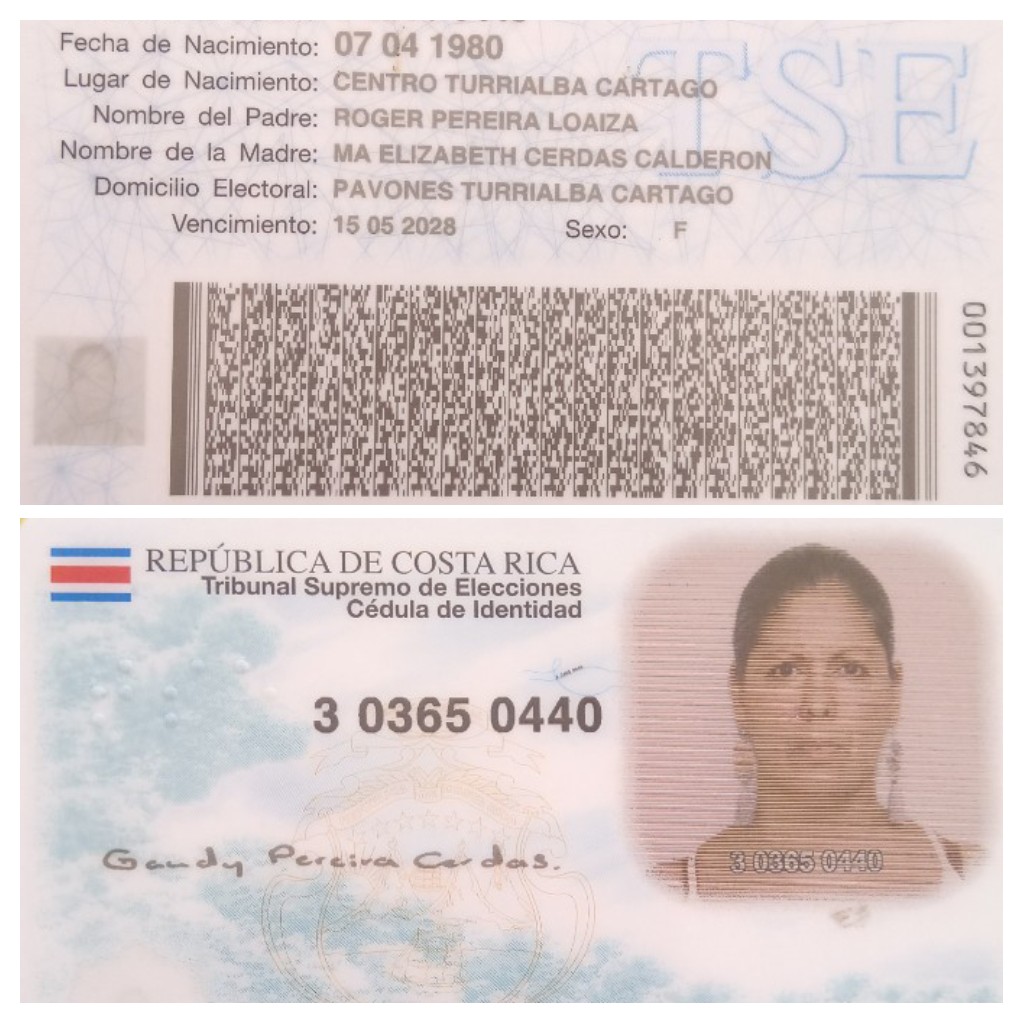 Fecha de Nacimiento: 07 04 1980
Lugar de Nacimiento: CENTRO TURRIALBA CARTAGO
Nombre del Padre: ROGER PEREIRA LOAIZA
Nombre de la Madre: MA ELIZABETH CERDAS CALDERON
Domicilio Electoral: PAVONES TURRIALBA CARTAGO
Vencimiento: 15 05 2028 Sexo: F
TSE
001397846
REPÚBLICA DE COSTA RICA
Tribunal Supremo de Elecciones
Cédula de Identidad
3 0365 0440
Gaudy Pereira Cerdas.
3 0365 0440